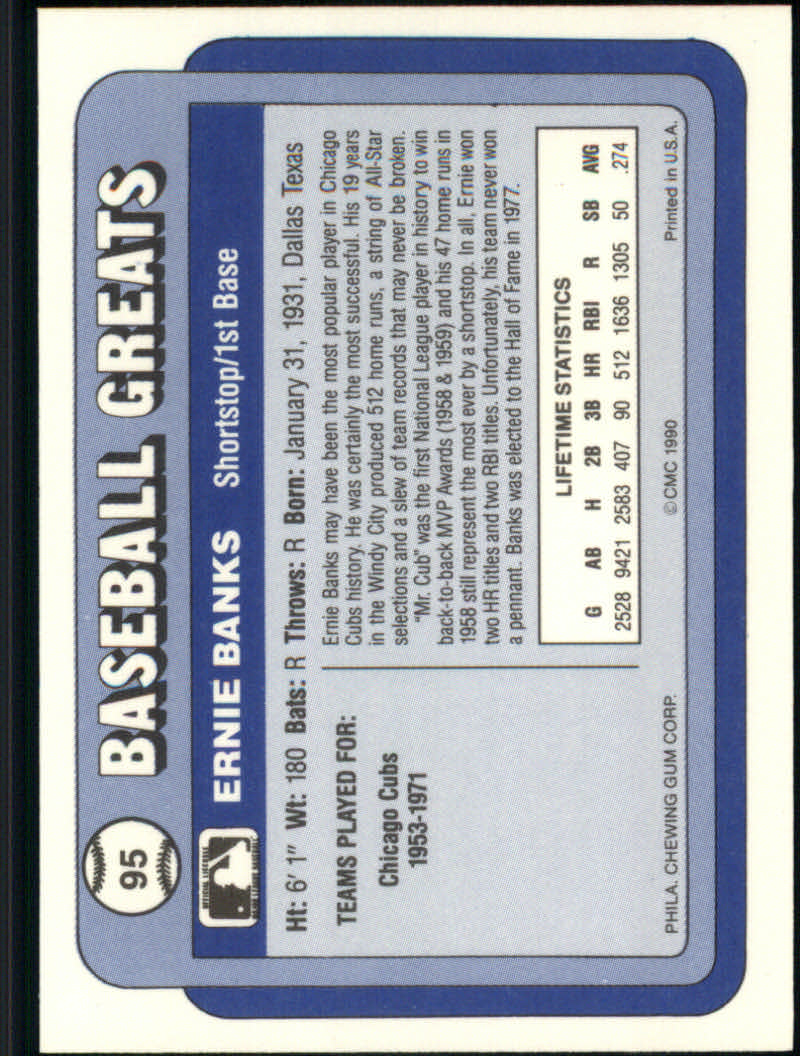 95 BASEBALL GREATS
ERNIE BANKS Shortstop/1st Base
Ht: 6' 1" Wt: 180 Bats: R Throws: R Born: January 31, 1931, Dallas Texas
TEAMS PLAYED FOR:
Chicago Cubs
1953-1971
Ernie Banks may have been the most popular player in Chicago
Cubs history. He was certainly the most successful. His 19 years
in the Windy City produced 512 home runs, a string of All-Star
selections and a slew of team records that may never be broken.
"Mr. Cub" was the first National League player in history to win
back-to-back MVP Awards (1958 & 1959) and his 47 home runs in
1958 still represent the most ever by a shortstop. In all, Ernie won
two HR titles and two RBI titles. Unfortunately, his team never won
a pennant. Banks was elected to the Hall of Fame in 1977.
LIFETIME STATISTICS
G AB H 2B 3B HR RBI R SB AVG
2528 9421 2583 407 90 512 1636 1305 50 .274
PHILA. CHEWING GUM CORP. ©CMC 1990 Printed in U.S.A.